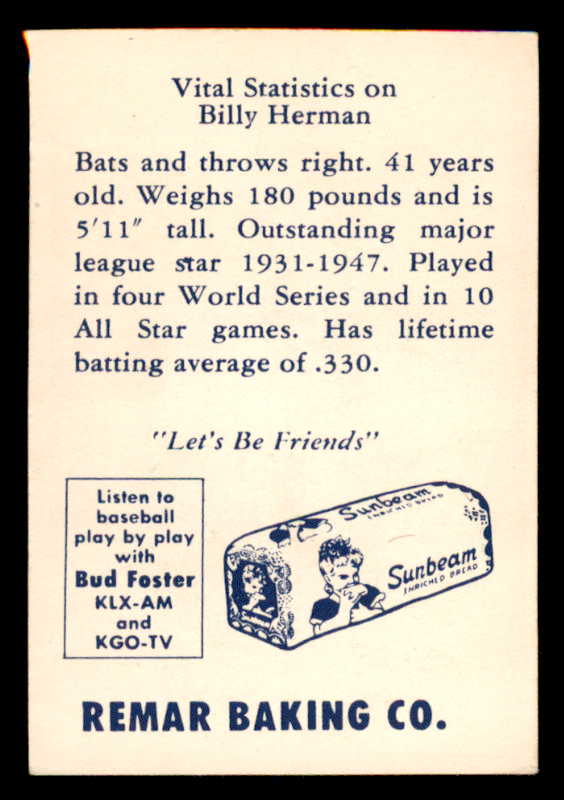 Vital Statistics on
Billy Herman
Bats and throws right. 41 years
old. Weighs 180 pounds and is
5'11" tall. Outstanding major
league star 1931-1947. Played
in four World Series and in 10
All Star games. Has lifetime
batting average of .330.
"Let's Be Friends"
Listen to
baseball
play by play
with
Bud Foster
KLX-AM
and
KGO-TV
Sunbeam
ENRICHED BREAD
Sunbeam
ENRICHED BREAD
REMAR BAKING CO.